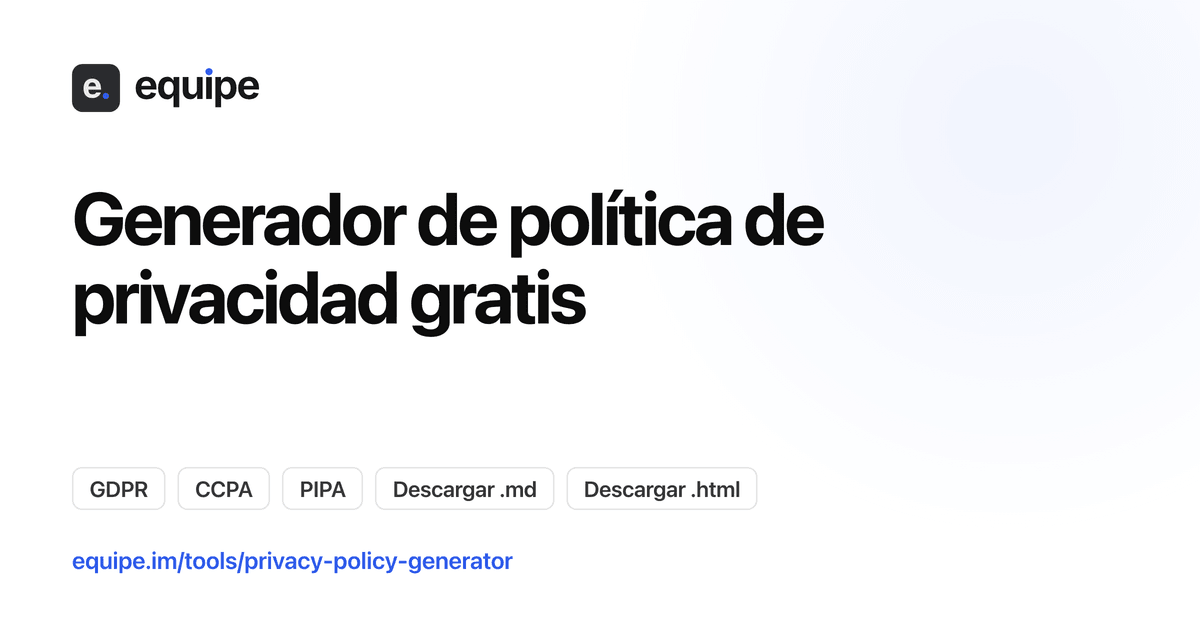 e. equipe
Generador de política de
privacidad gratis
GDPR CCPA PIPA Descargar .md Descargar .html
equipe.im/tools/privacy-policy-generator